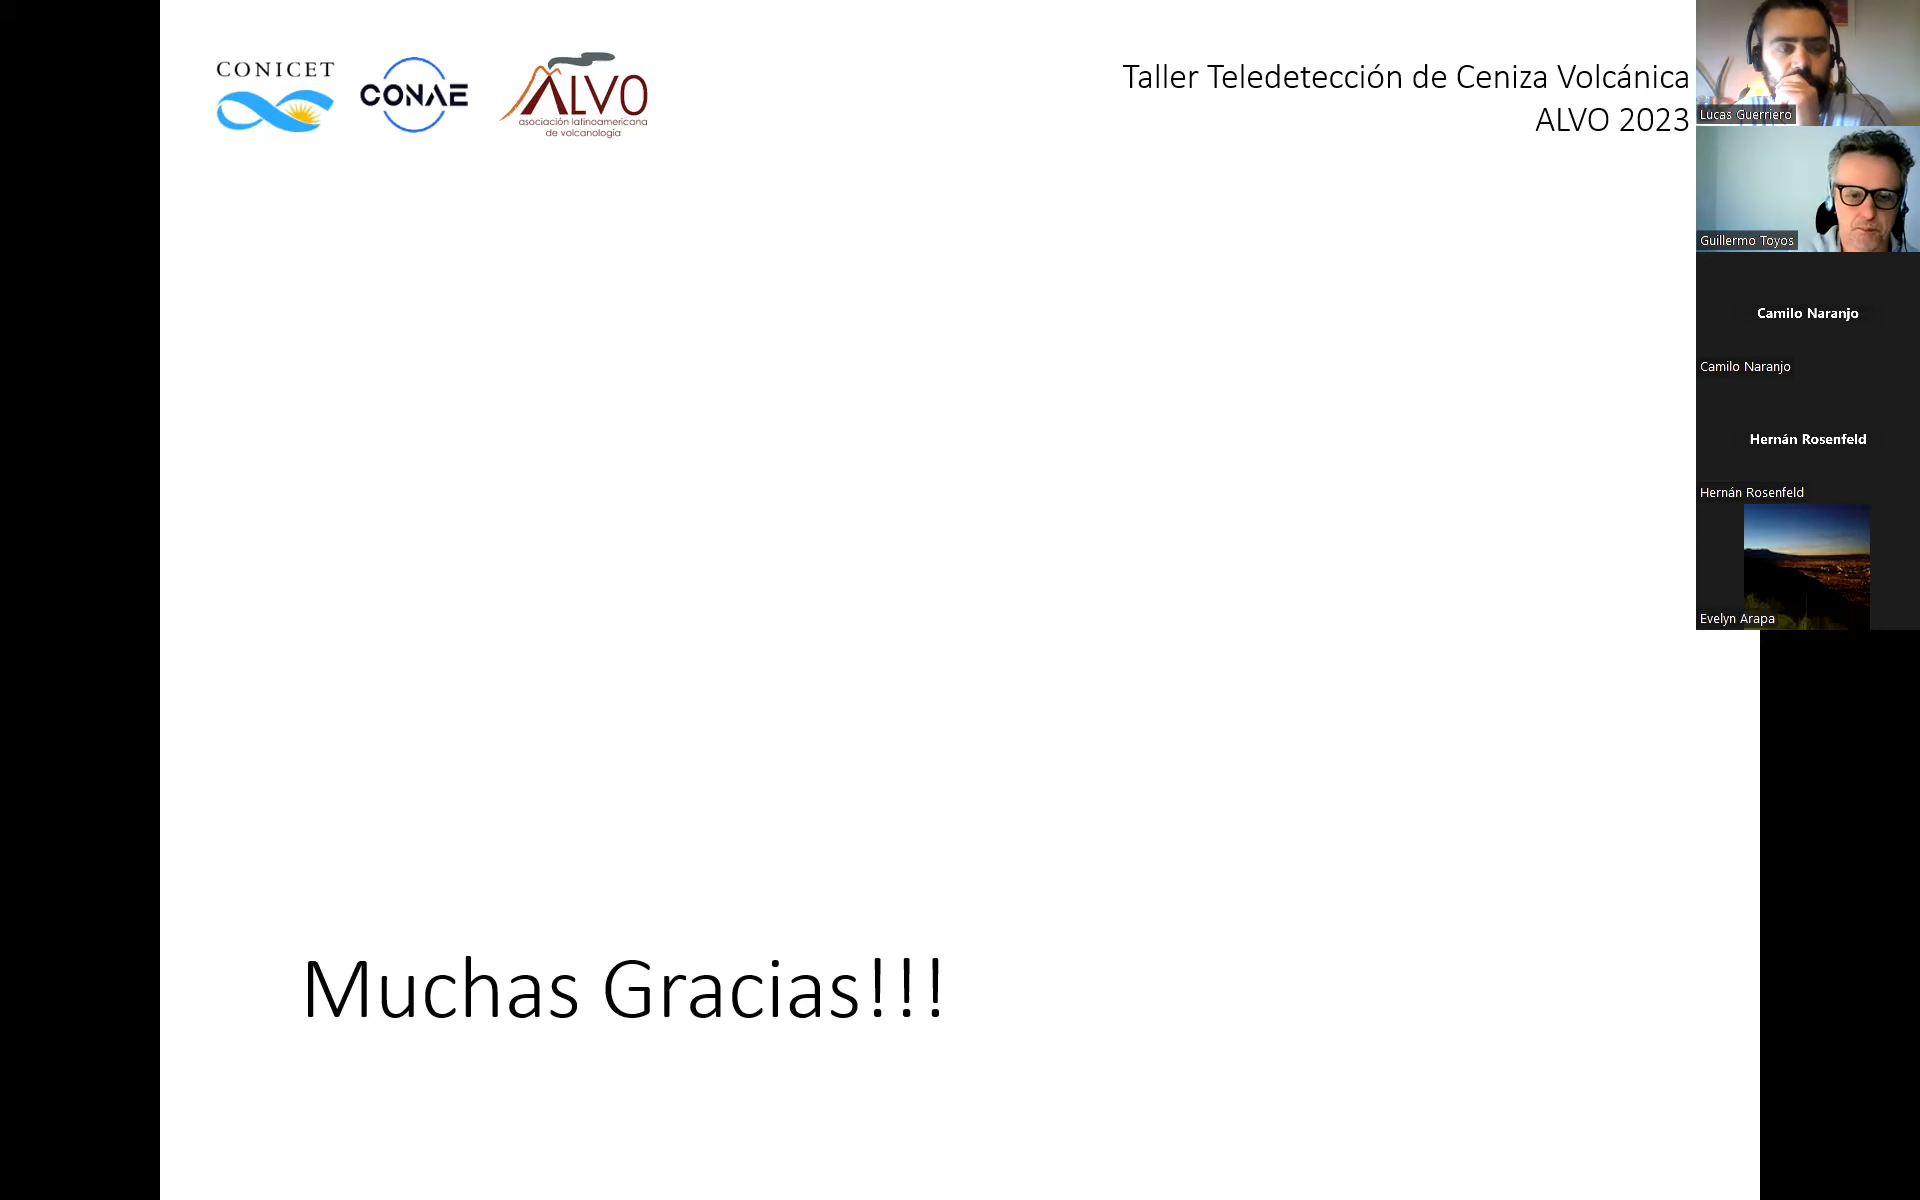 CONICET
CONAE
ALVO
asociación latinoamericana
de volcanología
Taller Teledetección de Ceniza Volcánica
ALVO 2023
Muchas Gracias!!!
Lucas Guerriero
Guillermo Toyos
Camilo Naranjo
Camilo Naranjo
Hernán Rosenfeld
Hernán Rosenfeld
Evelyn Arapa